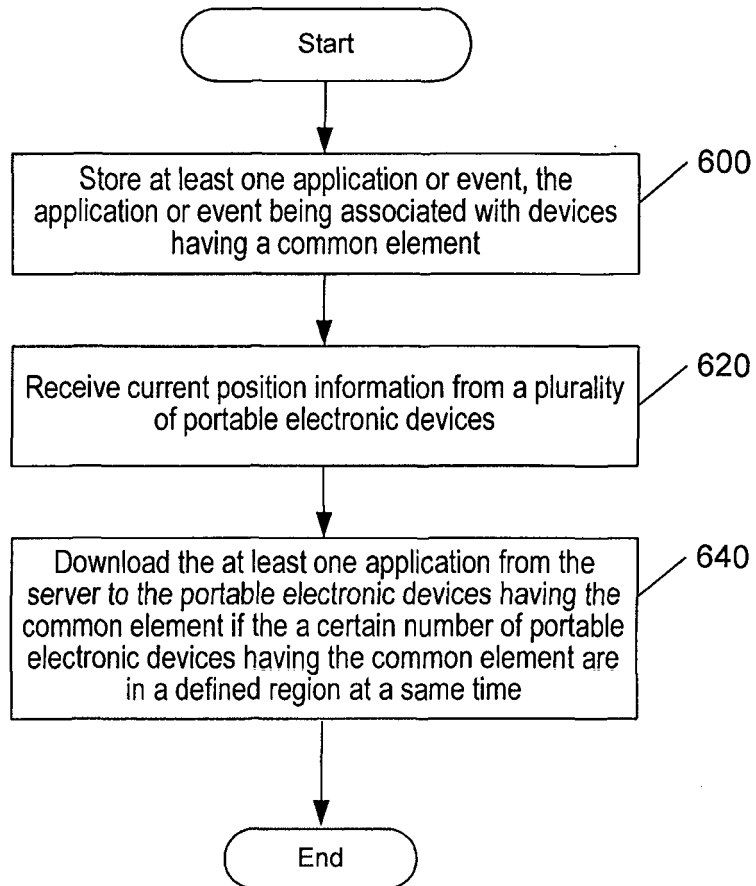 Start
Store at least one application or event, the
application or event being associated with devices
having a common element
600
Receive current position information from a plurality
of portable electronic devices
620
Download the at least one application from the
server to the portable electronic devices having the
common element if the a certain number of portable
electronic devices having the common element are
in a defined region at a same time
640
End